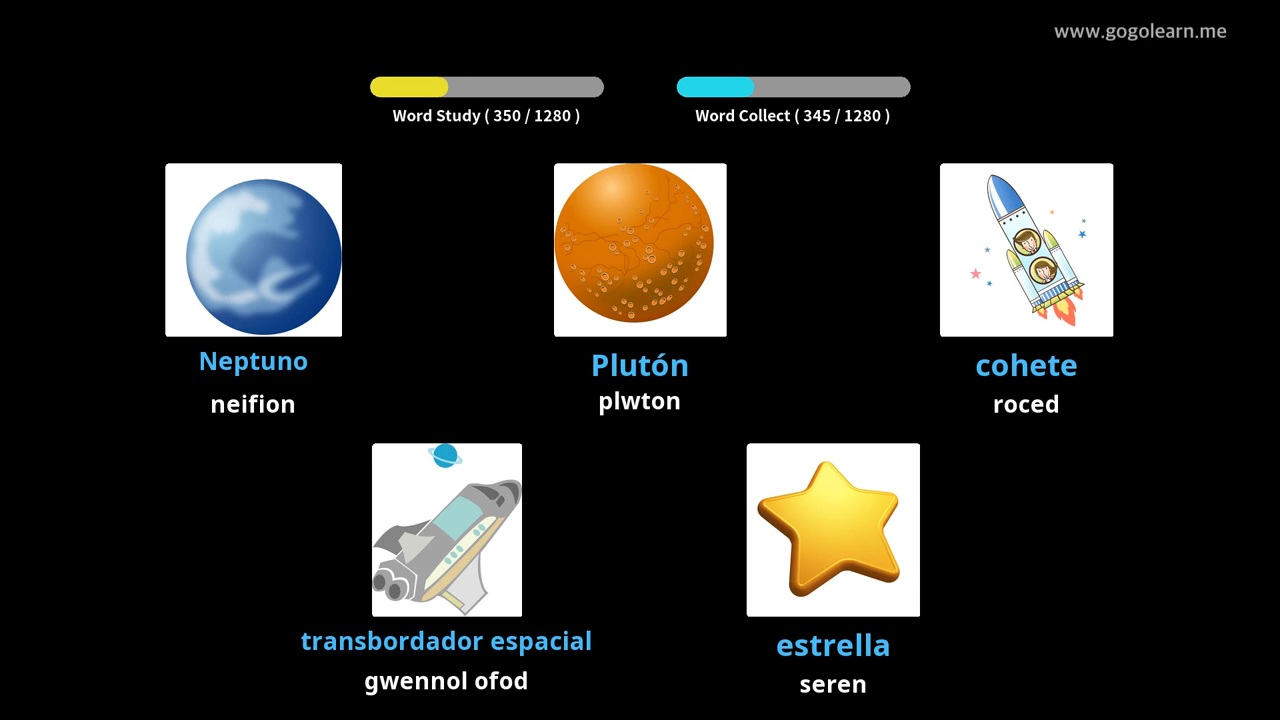 www.gogolearn.me
Word Study ( 350 / 1280 )
Word Collect ( 345 / 1280 )
Neptuno
neifion
Plutón
plwton
cohete
roced
transbordador espacial
gwennol ofod
estrella
seren